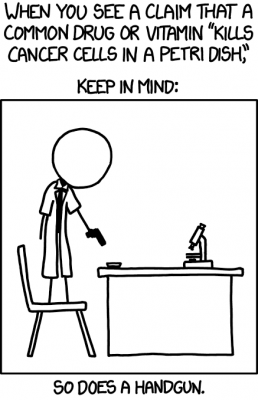 WHEN YOU SEE A CLAIM THAT A
COMMON DRUG OR VITAMIN "KILLS
CANCER CELLS IN A PETRI DISH,"
KEEP IN MIND:
SO DOES A HANDGUN.